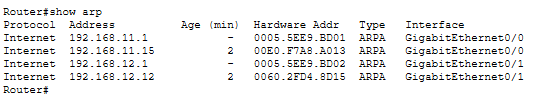 Router#show arp
Protocol  Address          Age (min)  Hardware Addr   Type   Interface
Internet  192.168.11.1            -   0005.5EE9.BD01  ARPA   GigabitEthernet0/0
Internet  192.168.11.15           2   00E0.F7A8.A013  ARPA   GigabitEthernet0/0
Internet  192.168.12.1            -   0005.5EE9.BD02  ARPA   GigabitEthernet0/1
Internet  192.168.12.12           2   0060.2FD4.8D15  ARPA   GigabitEthernet0/1
Router#